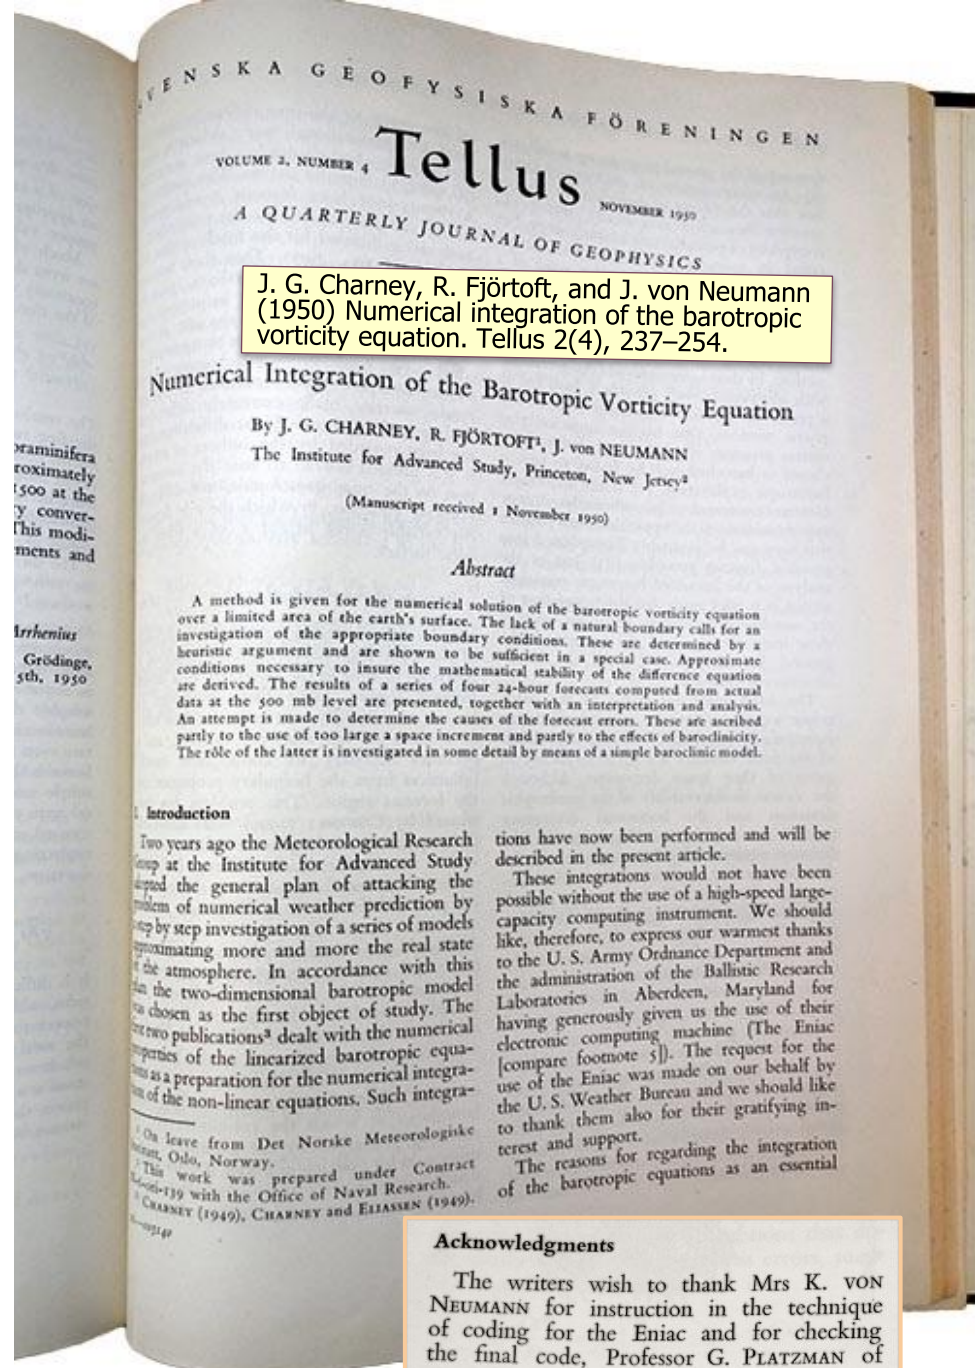 VENSKA GEOFYSISKA FÖRENINGEN
VOLUME 2, NUMBER 4
Tellus
NOVEMBER 1950
A QUARTERLY JOURNAL OF GEOPHYSICS
J. G. Charney, R. Fjörtoft, and J. von Neumann
(1950) Numerical integration of the barotropic
vorticity equation. Tellus 2(4), 237–254.
Numerical Integration of the Barotropic Vorticity Equation
By J. G. CHARNEY, R. FJÖRTOFT¹, J. von NEUMANN
The Institute for Advanced Study, Princeton, New Jersey²
(Manuscript received 1 November 1950)
Abstract
A method is given for the numerical solution of the barotropic vorticity equation
over a limited area of the earth's surface. The lack of a natural boundary calls for an
investigation of the appropriate boundary conditions. These are determined by a
heuristic argument and are shown to be sufficient in a special case. Approximate
conditions necessary to insure the mathematical stability of the difference equation
are derived. The results of a series of four 24-hour forecasts computed from actual
data at the 500 mb level are presented, together with an interpretation and analysis.
An attempt is made to determine the causes of the forecast errors. These are ascribed
partly to the use of too large a space increment and partly to the effects of baroclinicity.
The rôle of the latter is investigated in some detail by means of a simple baroclinic model.
raminifera
roximately
1500 at the
y conver-
This modi-
ments and
Arrhenius
Grödinge,
5th, 1950
Introduction
Two years ago the Meteorological Research
at the Institute for Advanced Study
the general plan of attacking the
of numerical weather prediction by
step by step investigation of a series of models
approximating more and more the real state
the atmosphere. In accordance with this
the two-dimensional barotropic model
chosen as the first object of study. The
two publications³ dealt with the numerical
of the linearized barotropic equa-
as a preparation for the numerical integra-
of the non-linear equations. Such integra-
¹ On leave from Det Norske Meteorologiske
Oslo, Norway.
This work was prepared under Contract
-139 with the Office of Naval Research.
CHARNEY (1949), CHARNEY and ELIASSEN (1949).
tions have now been performed and will be
described in the present article.
These integrations would not have been
possible without the use of a high-speed large-
capacity computing instrument. We should
like, therefore, to express our warmest thanks
to the U. S. Army Ordnance Department and
the administration of the Ballistic Research
Laboratories in Aberdeen, Maryland for
having generously given us the use of their
electronic computing machine (The Eniac
[compare footnote 5]). The request for the
use of the Eniac was made on our behalf by
the U. S. Weather Bureau and we should like
to thank them also for their gratifying in-
terest and support.
The reasons for regarding the integration
of the barotropic equations as an essential
Acknowledgments
The writers wish to thank Mrs K. VON
NEUMANN for instruction in the technique
of coding for the Eniac and for checking
the final code, Professor G. PLATZMAN of